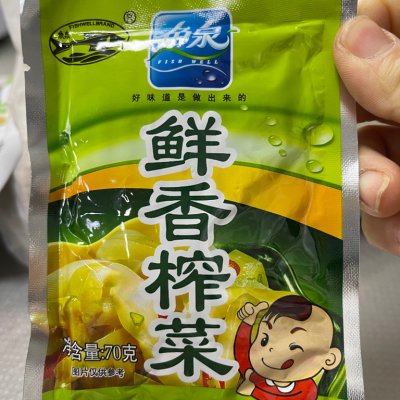 FISHWELLBRAND
®
鱼泉
FISH WELL
好味道是做出来的
鲜香榨菜
净含量:70克
图片仅供参考